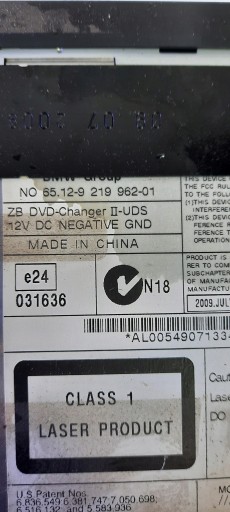 BMW Group
NO 65.12-9 219 962-01
ZB DVD-Changer II-UDS
12V DC NEGATIVE GND
MADE IN CHINA
e24
031636
N18
THIS DEVICE
THE FCC RUL
TO THE FOLL
(1)THIS DEVIC
INTERFERE
(2)THIS DEVIC
FERENCE R
FERENCE T
OPERATION
PRODUCT IS
RER TO COM
SUBCHAPTER
OF MANUFA
MANUFACTU
2009.JUL
*AL0054907133
CLASS 1
LASER PRODUCT
Caut
Lase
DO
U.S.Patent Nos.
6,836,549 6,381,747 7,050,698,
6,516,132; and 5,583,936
MO